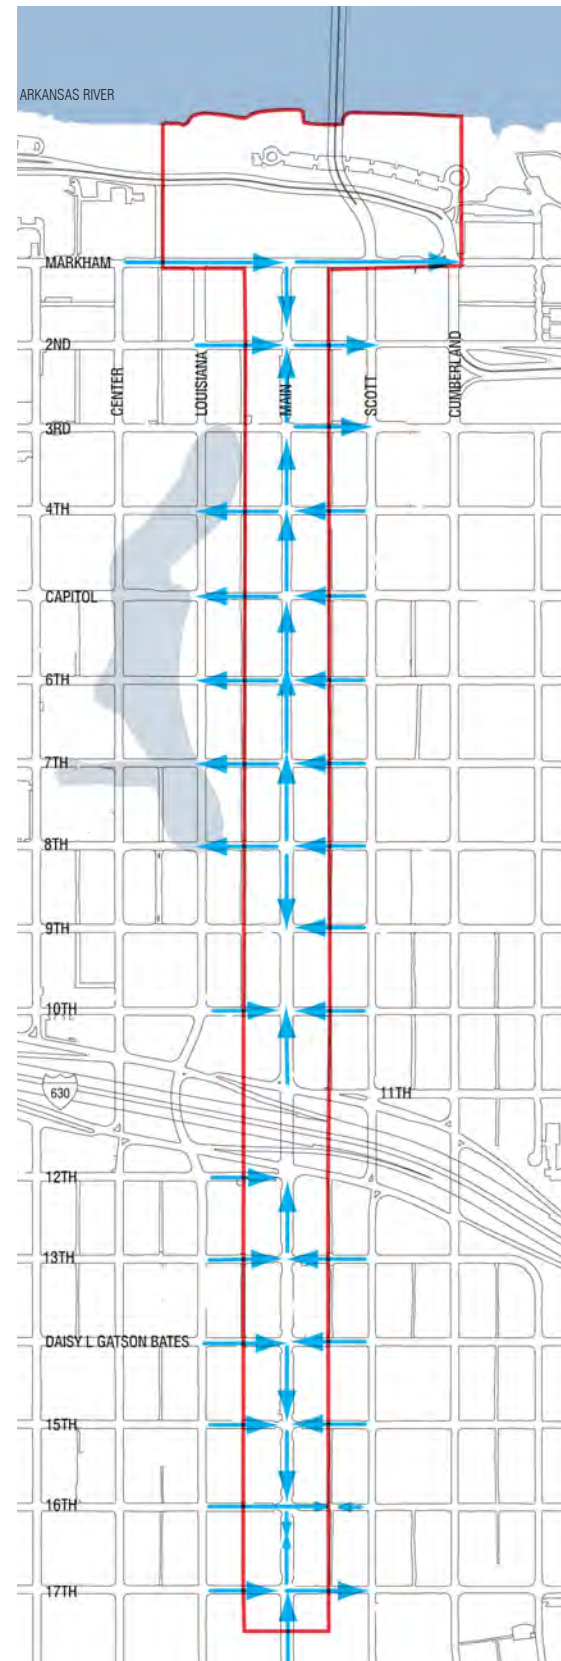 ARKANSAS RIVER
MARKHAM
2ND
CENTER
LOUISIANA
MAIN
SCOTT
CUMBERLAND
3RD
4TH
CAPITOL
6TH
7TH
8TH
9TH
10TH
630
11TH
12TH
13TH
DAISY L GATSON BATES
15TH
16TH
17TH